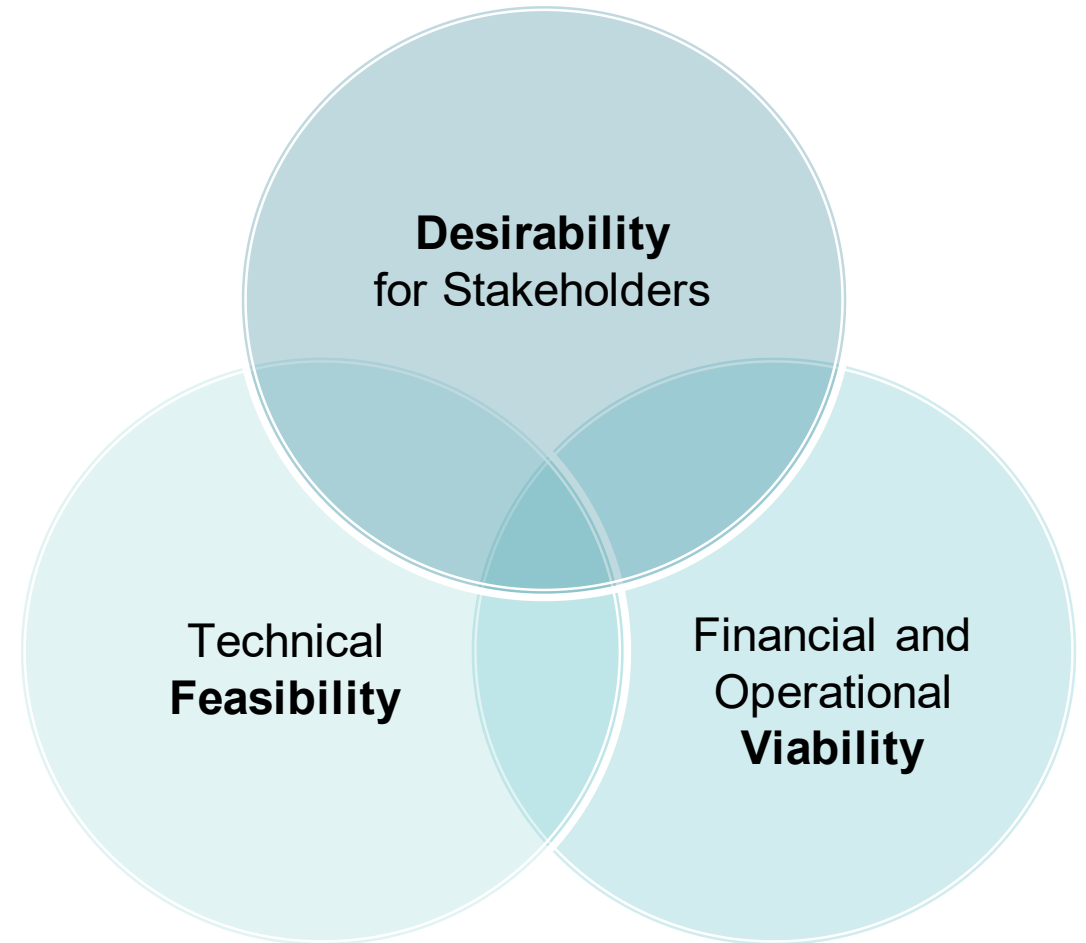 Desirability
for Stakeholders
Technical
Feasibility
Financial and
Operational
Viability